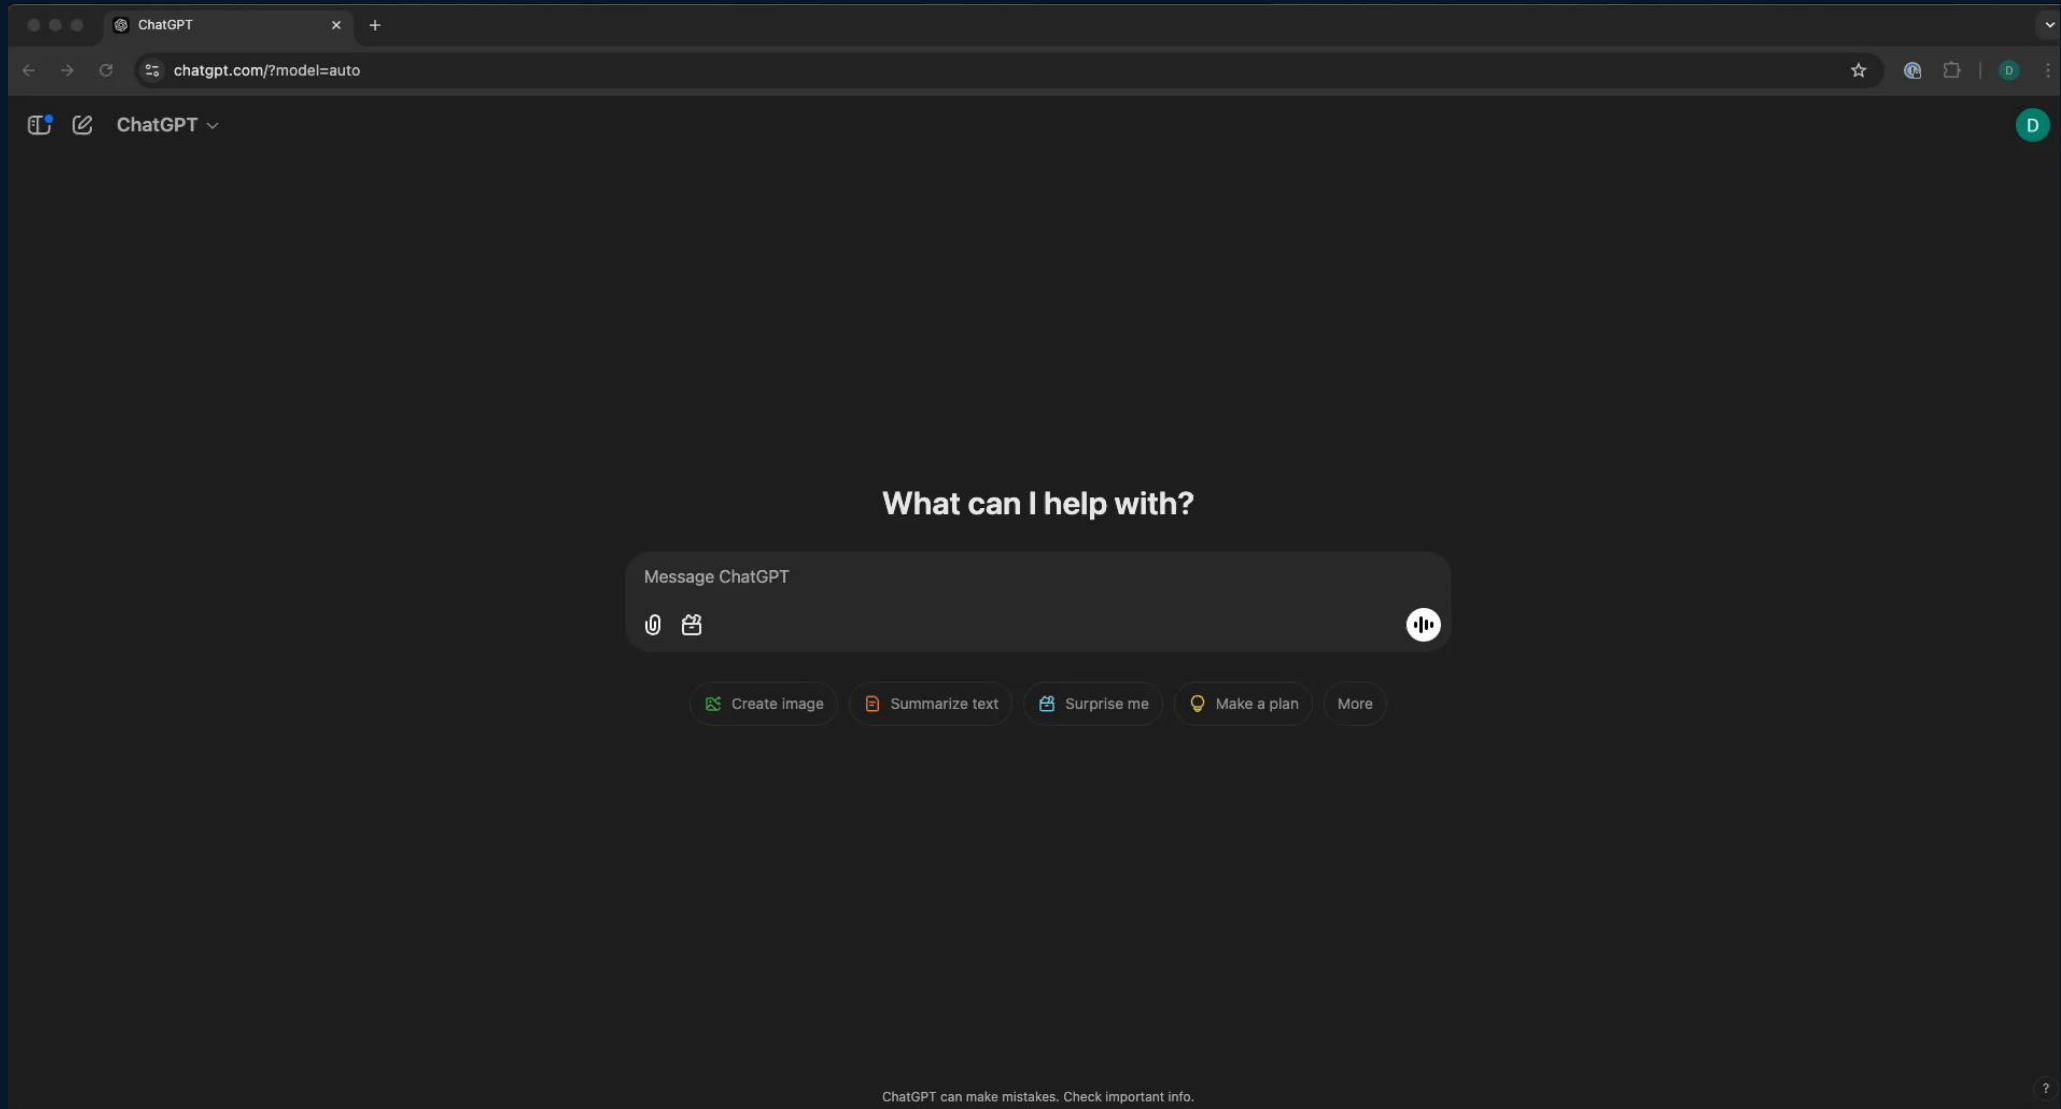 ChatGPT
chatgpt.com/?model=auto
D
ChatGPT
D
What can I help with?
Message ChatGPT
Create image
Summarize text
Surprise me
Make a plan
More
ChatGPT can make mistakes. Check important info.
?